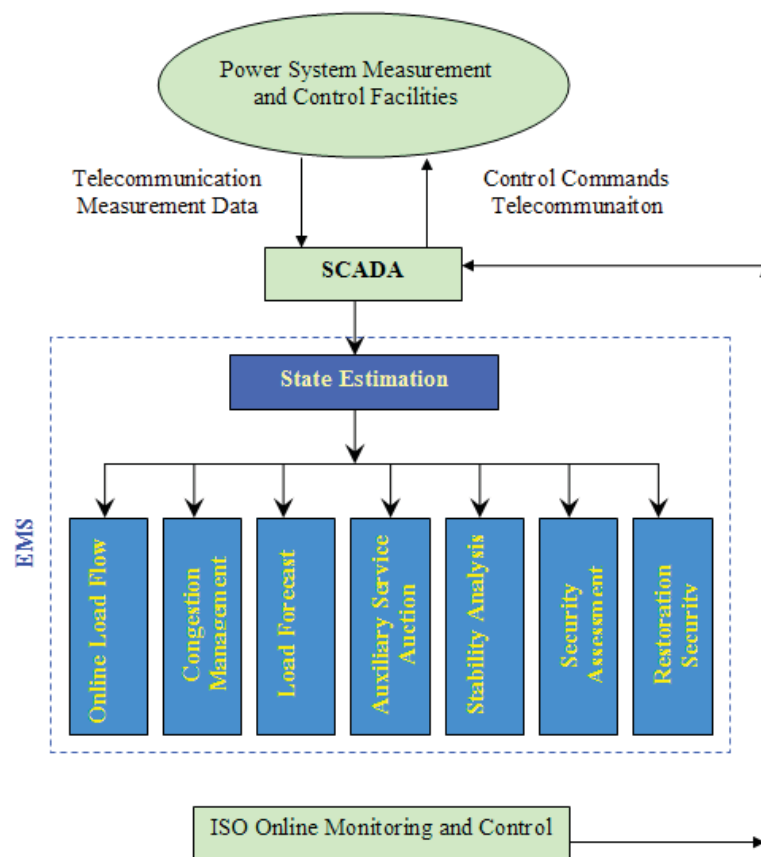 Power System Measurement
and Control Facilities
Telecommunication
Measurement Data
Control Commands
Telecommunaiton
SCADA
State Estimation
EMS
Online Load Flow
Congestion
Management
Load Forecast
Auxiliary Service
Auction
Stability Analysis
Security
Assessment
Restoration
Security
ISO Online Monitoring and Control